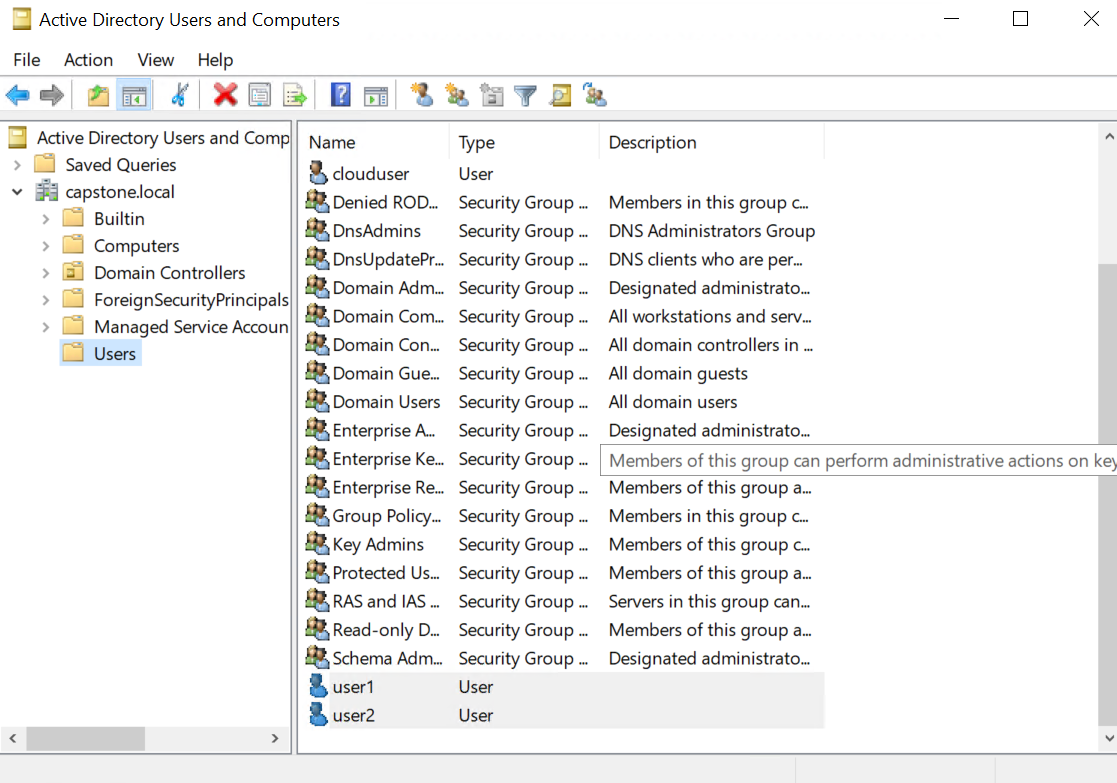 Active Directory Users and Computers
File Action View Help
Active Directory Users and Comp
Saved Queries
capstone.local
Builtin
Computers
Domain Controllers
ForeignSecurityPrincipals
Managed Service Accoun
Users
Name Type Description
clouduser User
Denied ROD... Security Group ... Members in this group c...
DnsAdmins Security Group ... DNS Administrators Group
DnsUpdatePr... Security Group ... DNS clients who are per...
Domain Adm... Security Group ... Designated administrato...
Domain Com... Security Group ... All workstations and serv...
Domain Con... Security Group ... All domain controllers in ...
Domain Gue... Security Group ... All domain guests
Domain Users Security Group ... All domain users
Enterprise A... Security Group ... Designated administrato...
Enterprise Ke... Security Group ... Members of this group can perform administrative actions on key
Enterprise Re... Security Group ... Members of this group a...
Group Policy... Security Group ... Members in this group c...
Key Admins Security Group ... Members of this group c...
Protected Us... Security Group ... Members of this group a...
RAS and IAS ... Security Group ... Servers in this group can...
Read-only D... Security Group ... Members of this group a...
Schema Adm... Security Group ... Designated administrato...
user1 User
user2 User